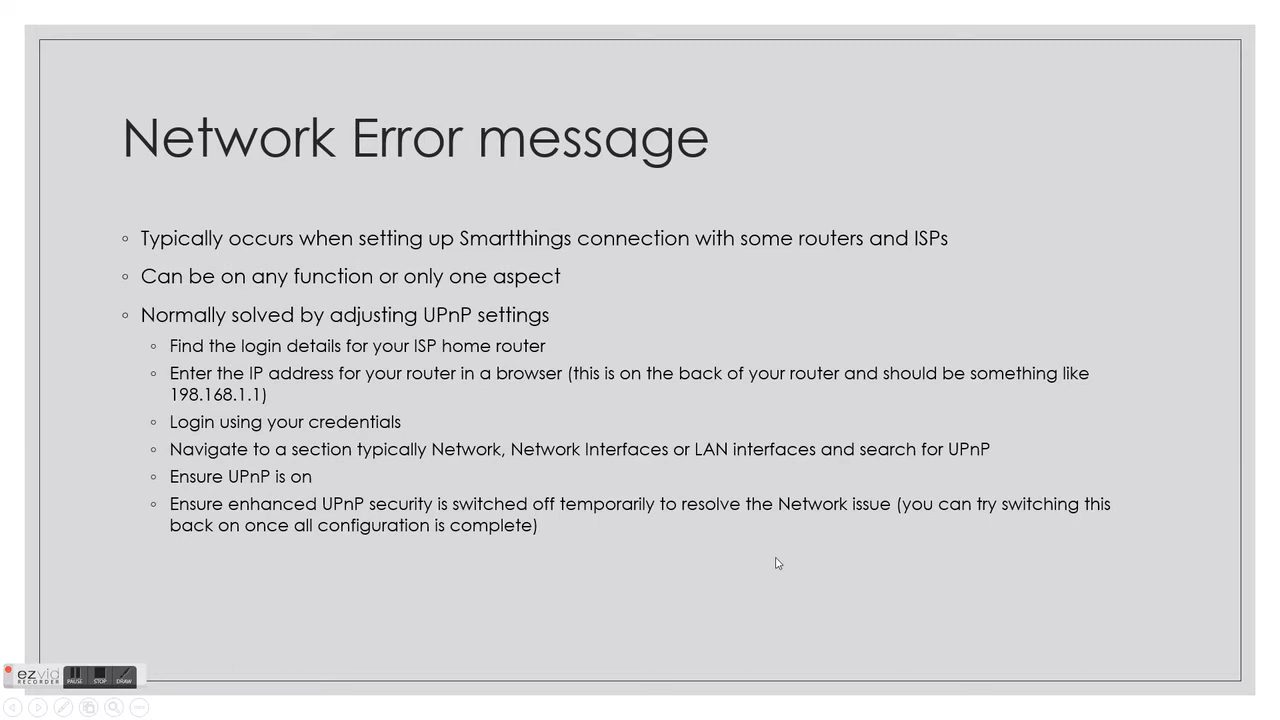 Network Error message
◦ Typically occurs when setting up Smartthings connection with some routers and ISPs
◦ Can be on any function or only one aspect
◦ Normally solved by adjusting UPnP settings
◦ Find the login details for your ISP home router
◦ Enter the IP address for your router in a browser (this is on the back of your router and should be something like
198.168.1.1)
◦ Login using your credentials
◦ Navigate to a section typically Network, Network Interfaces or LAN interfaces and search for UPnP
◦ Ensure UPnP is on
◦ Ensure enhanced UPnP security is switched off temporarily to resolve the Network issue (you can try switching this
back on once all configuration is complete)
ezvid
RECORDER
PAUSE STOP DRAW